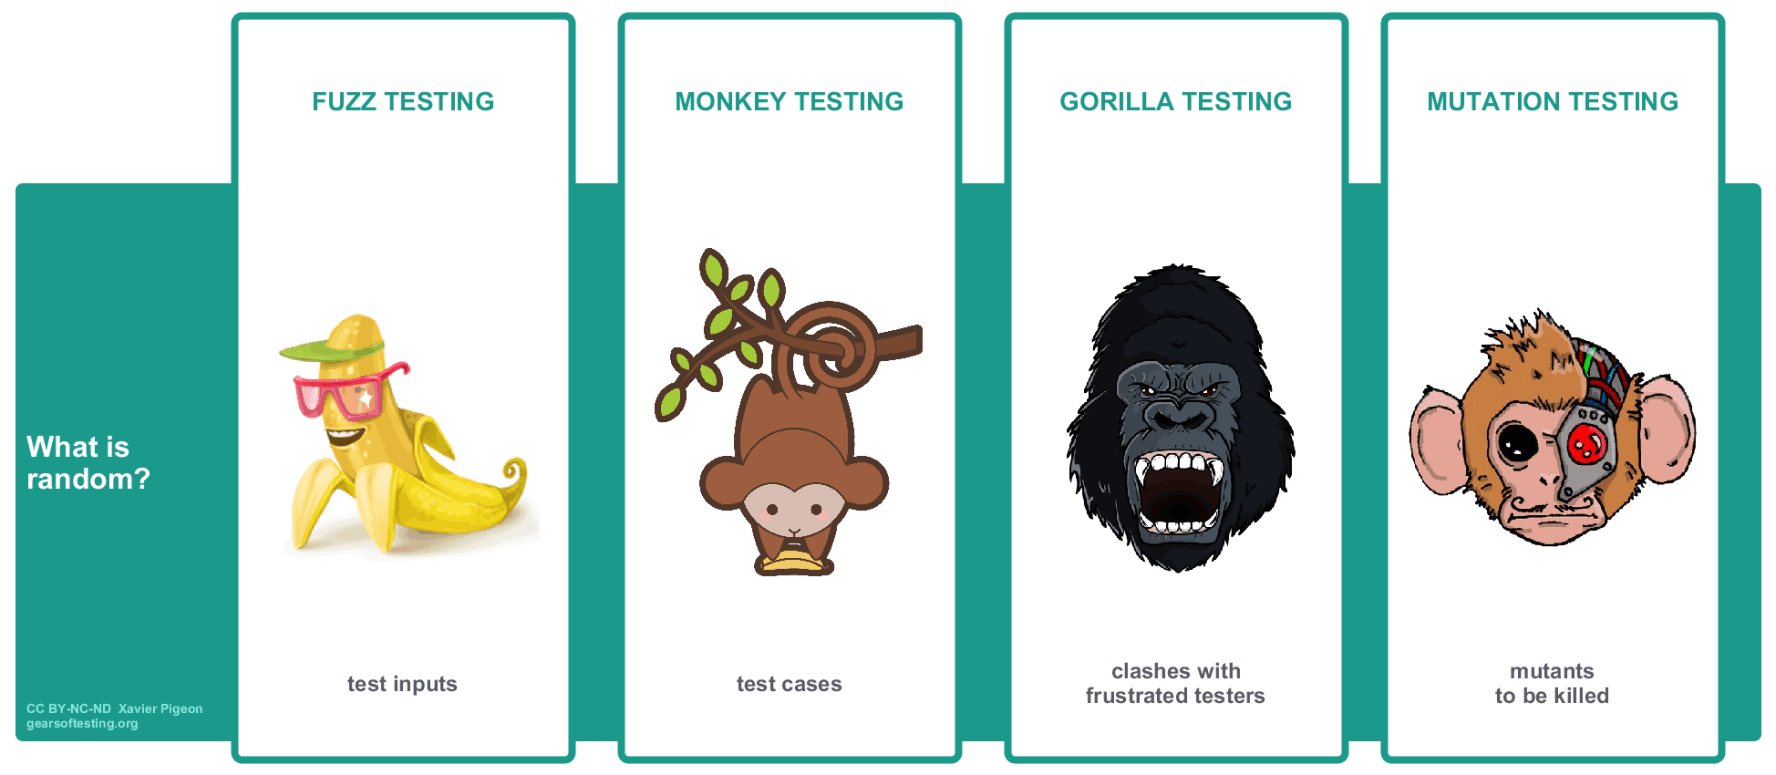 FUZZ TESTING
MONKEY TESTING
GORILLA TESTING
MUTATION TESTING
What is
random?
test inputs
test cases
clashes with
frustrated testers
mutants
to be killed
CC BY-NC-ND  Xavier Pigeon
gearsoftesting.org